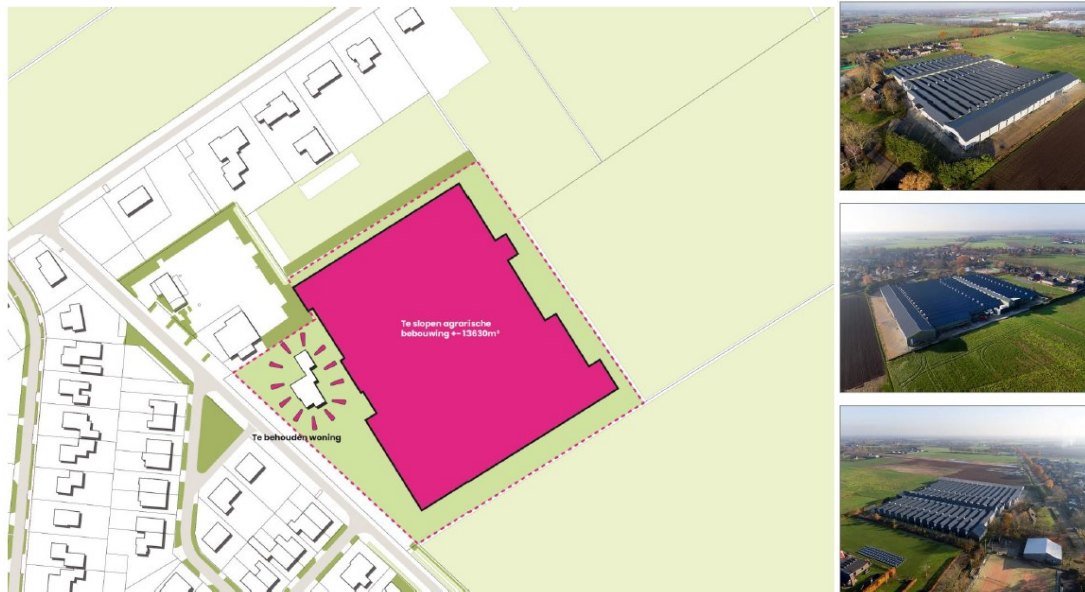 Te slopen agrarische
bebouwing +-13630m²
Te behouden woning